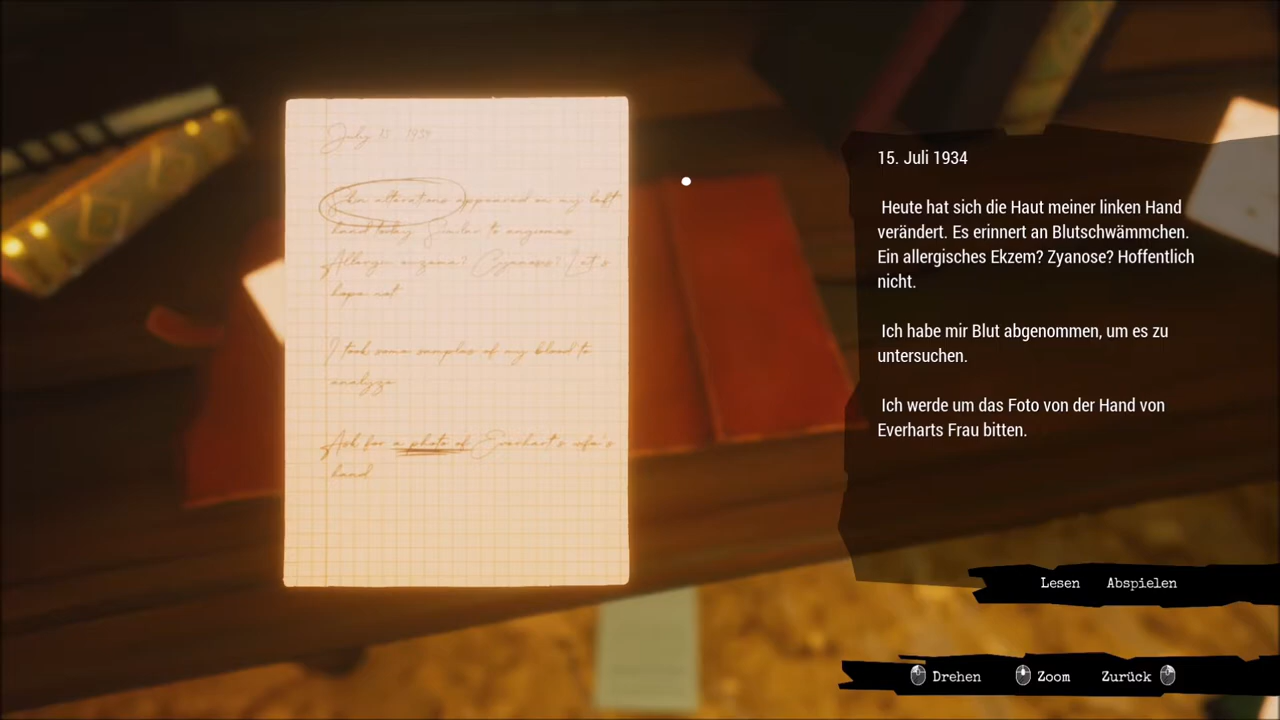 July 15 1934
Skin alterations appeared on my left
hand today Similar to angiomas
Allergic eczema? Cyanosis? Let's
hope not
I took some samples of my blood to
analyze
Ask for a photo of Everhart's wife's
hand
15. Juli 1934
Heute hat sich die Haut meiner linken Hand
verändert. Es erinnert an Blutschwämmchen.
Ein allergisches Ekzem? Zyanose? Hoffentlich
nicht.
Ich habe mir Blut abgenommen, um es zu
untersuchen.
Ich werde um das Foto von der Hand von
Everharts Frau bitten.
Lesen Abspielen
Drehen Zoom Zurück